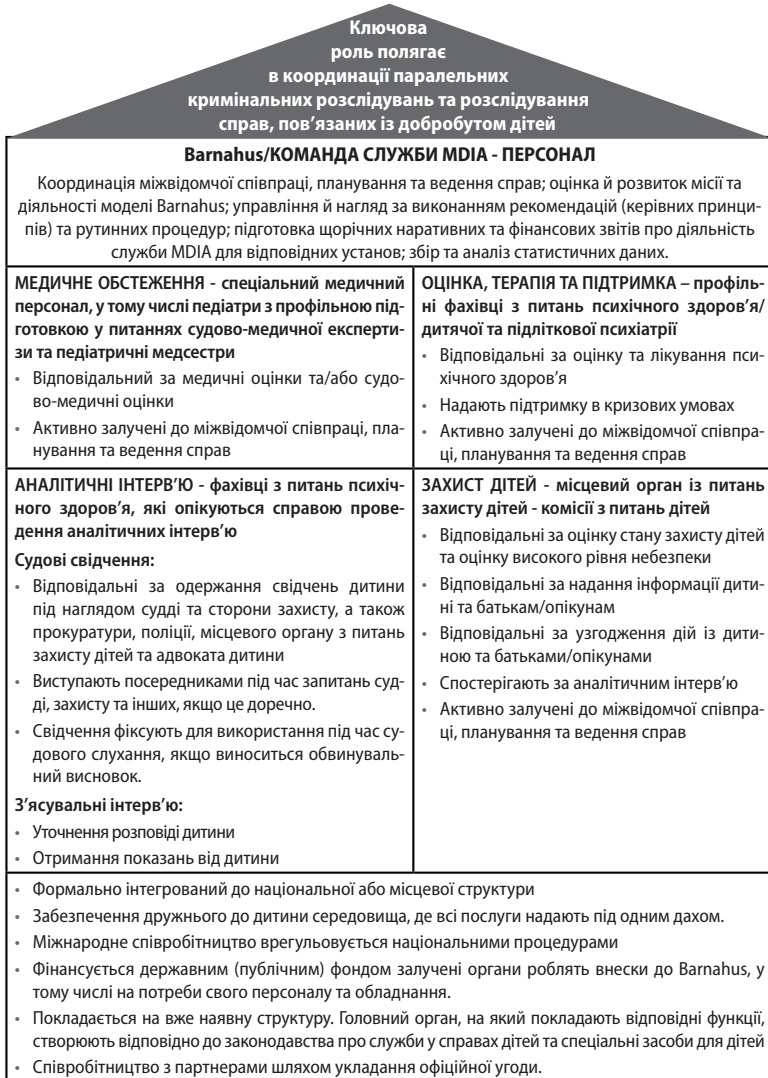 Ключова
роль полягає
в координації паралельних
кримінальних розслідувань та розслідування
справ, пов’язаних із добробутом дітей
Barnahus/КОМАНДА СЛУЖБИ MDIA - ПЕРСОНАЛ
Координація міжвідомчої співпраці, планування та ведення справ; оцінка й розвиток місії та
діяльності моделі Barnahus; управління й нагляд за виконанням рекомендацій (керівних принци-
пів) та рутинних процедур; підготовка щорічних наративних та фінансових звітів про діяльність
служби MDIA для відповідних установ; збір та аналіз статистичних даних.
МЕДИЧНЕ ОБСТЕЖЕННЯ - спеціальний медичний
персонал, у тому числі педіатри з профільною під-
готовкою у питаннях судово-медичної експерти-
зи та педіатричні медсестри
• Відповідальний за медичні оцінки та/або судо-
во-медичні оцінки
• Активно залучені до міжвідомчої співпраці, пла-
нування та ведення справ
ОЦІНКА, ТЕРАПІЯ ТА ПІДТРИМКА – профіль-
ні фахівці з питань психічного здоров’я/
дитячої та підліткової психіатрії
• Відповідальні за оцінку та лікування пси-
хічного здоров’я
• Надають підтримку в кризових умовах
• Активно залучені до міжвідомчої співпра-
ці, планування та ведення справ
АНАЛІТИЧНІ ІНТЕРВ’Ю - фахівці з питань психіч-
ного здоров’я, які опікуються справою прове-
дення аналітичних інтерв’ю
Судові свідчення:
• Відповідальні за одержання свідчень дитини
під наглядом судді та сторони захисту, а також
прокуратури, поліції, місцевого органу з питань
захисту дітей та адвоката дитини
• Виступають посередниками під час запитань суд-
ді, захисту та інших, якщо це доречно.
• Свідчення фіксують для використання під час су-
дового слухання, якщо виноситься обвинуваль-
ний висновок.
З’ясувальні інтерв’ю:
• Уточнення розповіді дитини
• Отримання показань від дитини
ЗАХИСТ ДІТЕЙ - місцевий орган із питань
захисту дітей - комісії з питань дітей
• Відповідальні за оцінку стану захисту дітей
та оцінку високого рівня небезпеки
• Відповідальні за надання інформації дити-
ні та батькам/опікунам
• Відповідальні за узгодження дій із дити-
ною та батьками/опікунами
• Спостерігають за аналітичним інтерв’ю
• Активно залучені до міжвідомчої співпра-
ці, планування та ведення справ
• Формально інтегрований до національної або місцевої структури
• Забезпечення дружнього до дитини середовища, де всі послуги надають під одним дахом.
• Міжнародне співробітництво врегульовується національними процедурами
• Фінансується державним (публічним) фондом залучені органи роблять внески до Barnahus, у
тому числі на потреби свого персоналу та обладнання.
• Покладається на вже наявну структуру. Головний орган, на який покладають відповідні функції,
створюють відповідно до законодавства про служби у справах дітей та спеціальні засоби для дітей
• Співробітництво з партнерами шляхом укладання офіційної угоди.